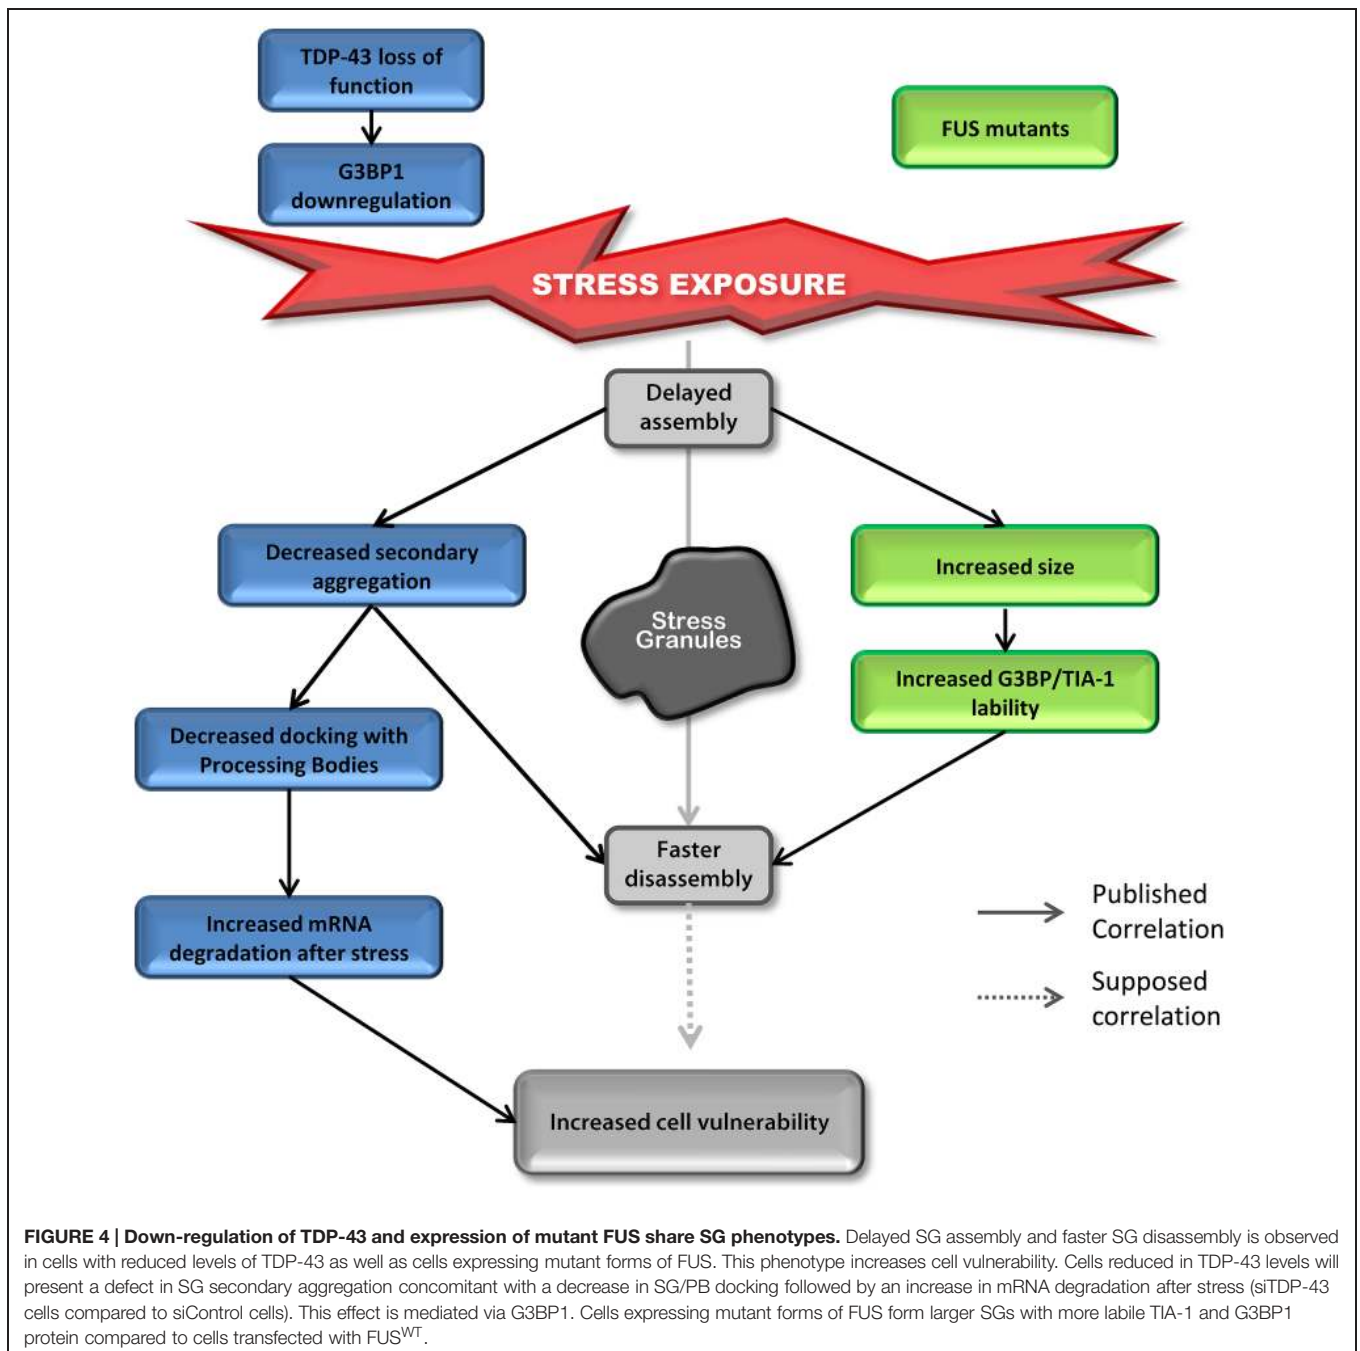 TDP-43 loss of
function
FUS mutants
G3BP1
downregulation
STRESS EXPOSURE
Delayed
assembly
Decreased secondary
aggregation
Increased size
Stress
Granules
Increased G3BP/TIA-1
lability
Decreased docking with
Processing Bodies
Faster
disassembly
Published
Correlation
Increased mRNA
degradation after stress
Supposed
correlation
Increased cell vulnerability
FIGURE 4 | Down-regulation of TDP-43 and expression of mutant FUS share SG phenotypes. Delayed SG assembly and faster SG disassembly is observed
in cells with reduced levels of TDP-43 as well as cells expressing mutant forms of FUS. This phenotype increases cell vulnerability. Cells reduced in TDP-43 levels will
present a defect in SG secondary aggregation concomitant with a decrease in SG/PB docking followed by an increase in mRNA degradation after stress (siTDP-43
cells compared to siControl cells). This effect is mediated via G3BP1. Cells expressing mutant forms of FUS form larger SGs with more labile TIA-1 and G3BP1
protein compared to cells transfected with FUS^WT.